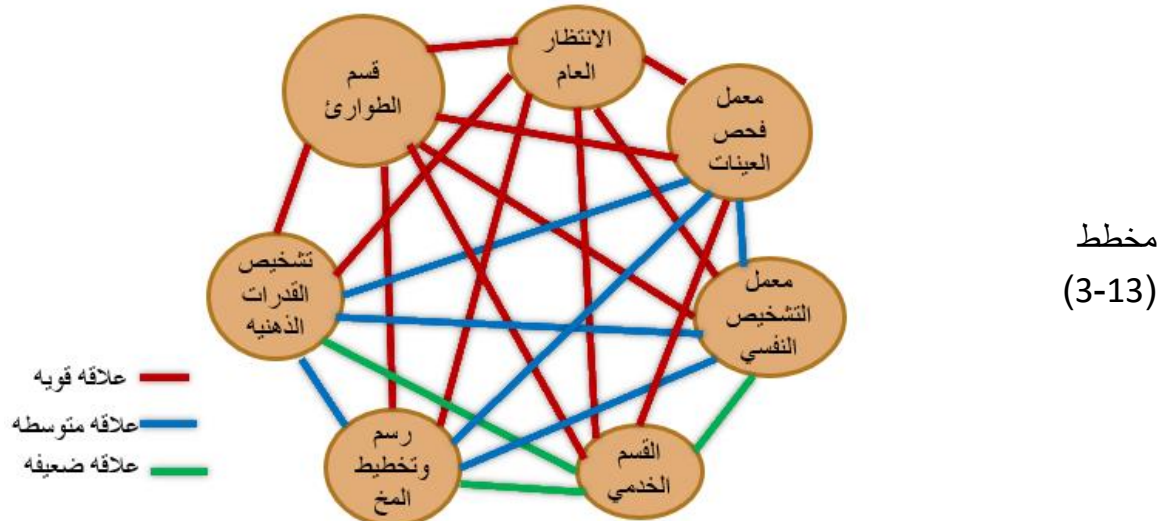 الانتظار
العام
قسم
الطوارئ
معمل
فحص
العينات
تشخيص
القدرات
الذهنيه
معمل
التشخيص
النفسي
رسم
وتخطيط
المخ
القسم
الخدمي
علاقه قويه
علاقه متوسطه
علاقه ضعيفه
مخطط
(3-13)